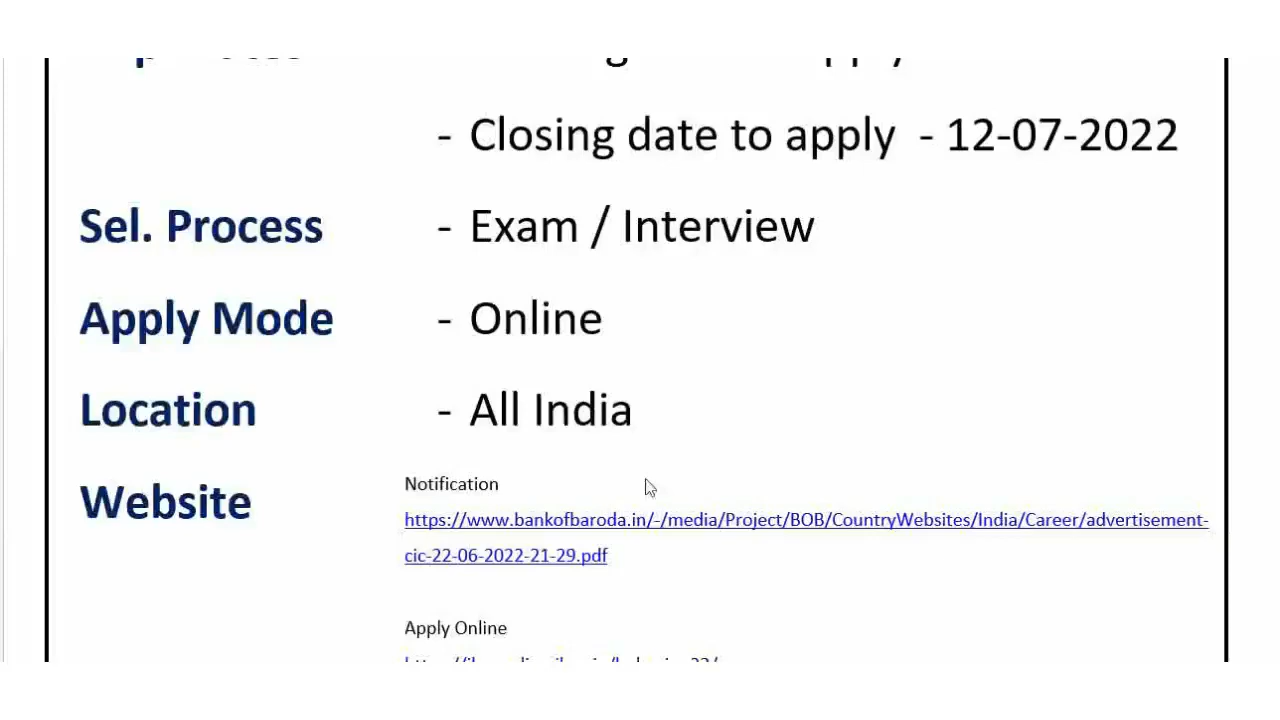 - Closing date to apply - 12-07-2022
Sel. Process - Exam / Interview
Apply Mode - Online
Location - All India
Website
Notification
https://www.bankofbaroda.in/-/media/Project/BOB/CountryWebsites/India/Career/advertisement-
cic-22-06-2022-21-29.pdf
Apply Online